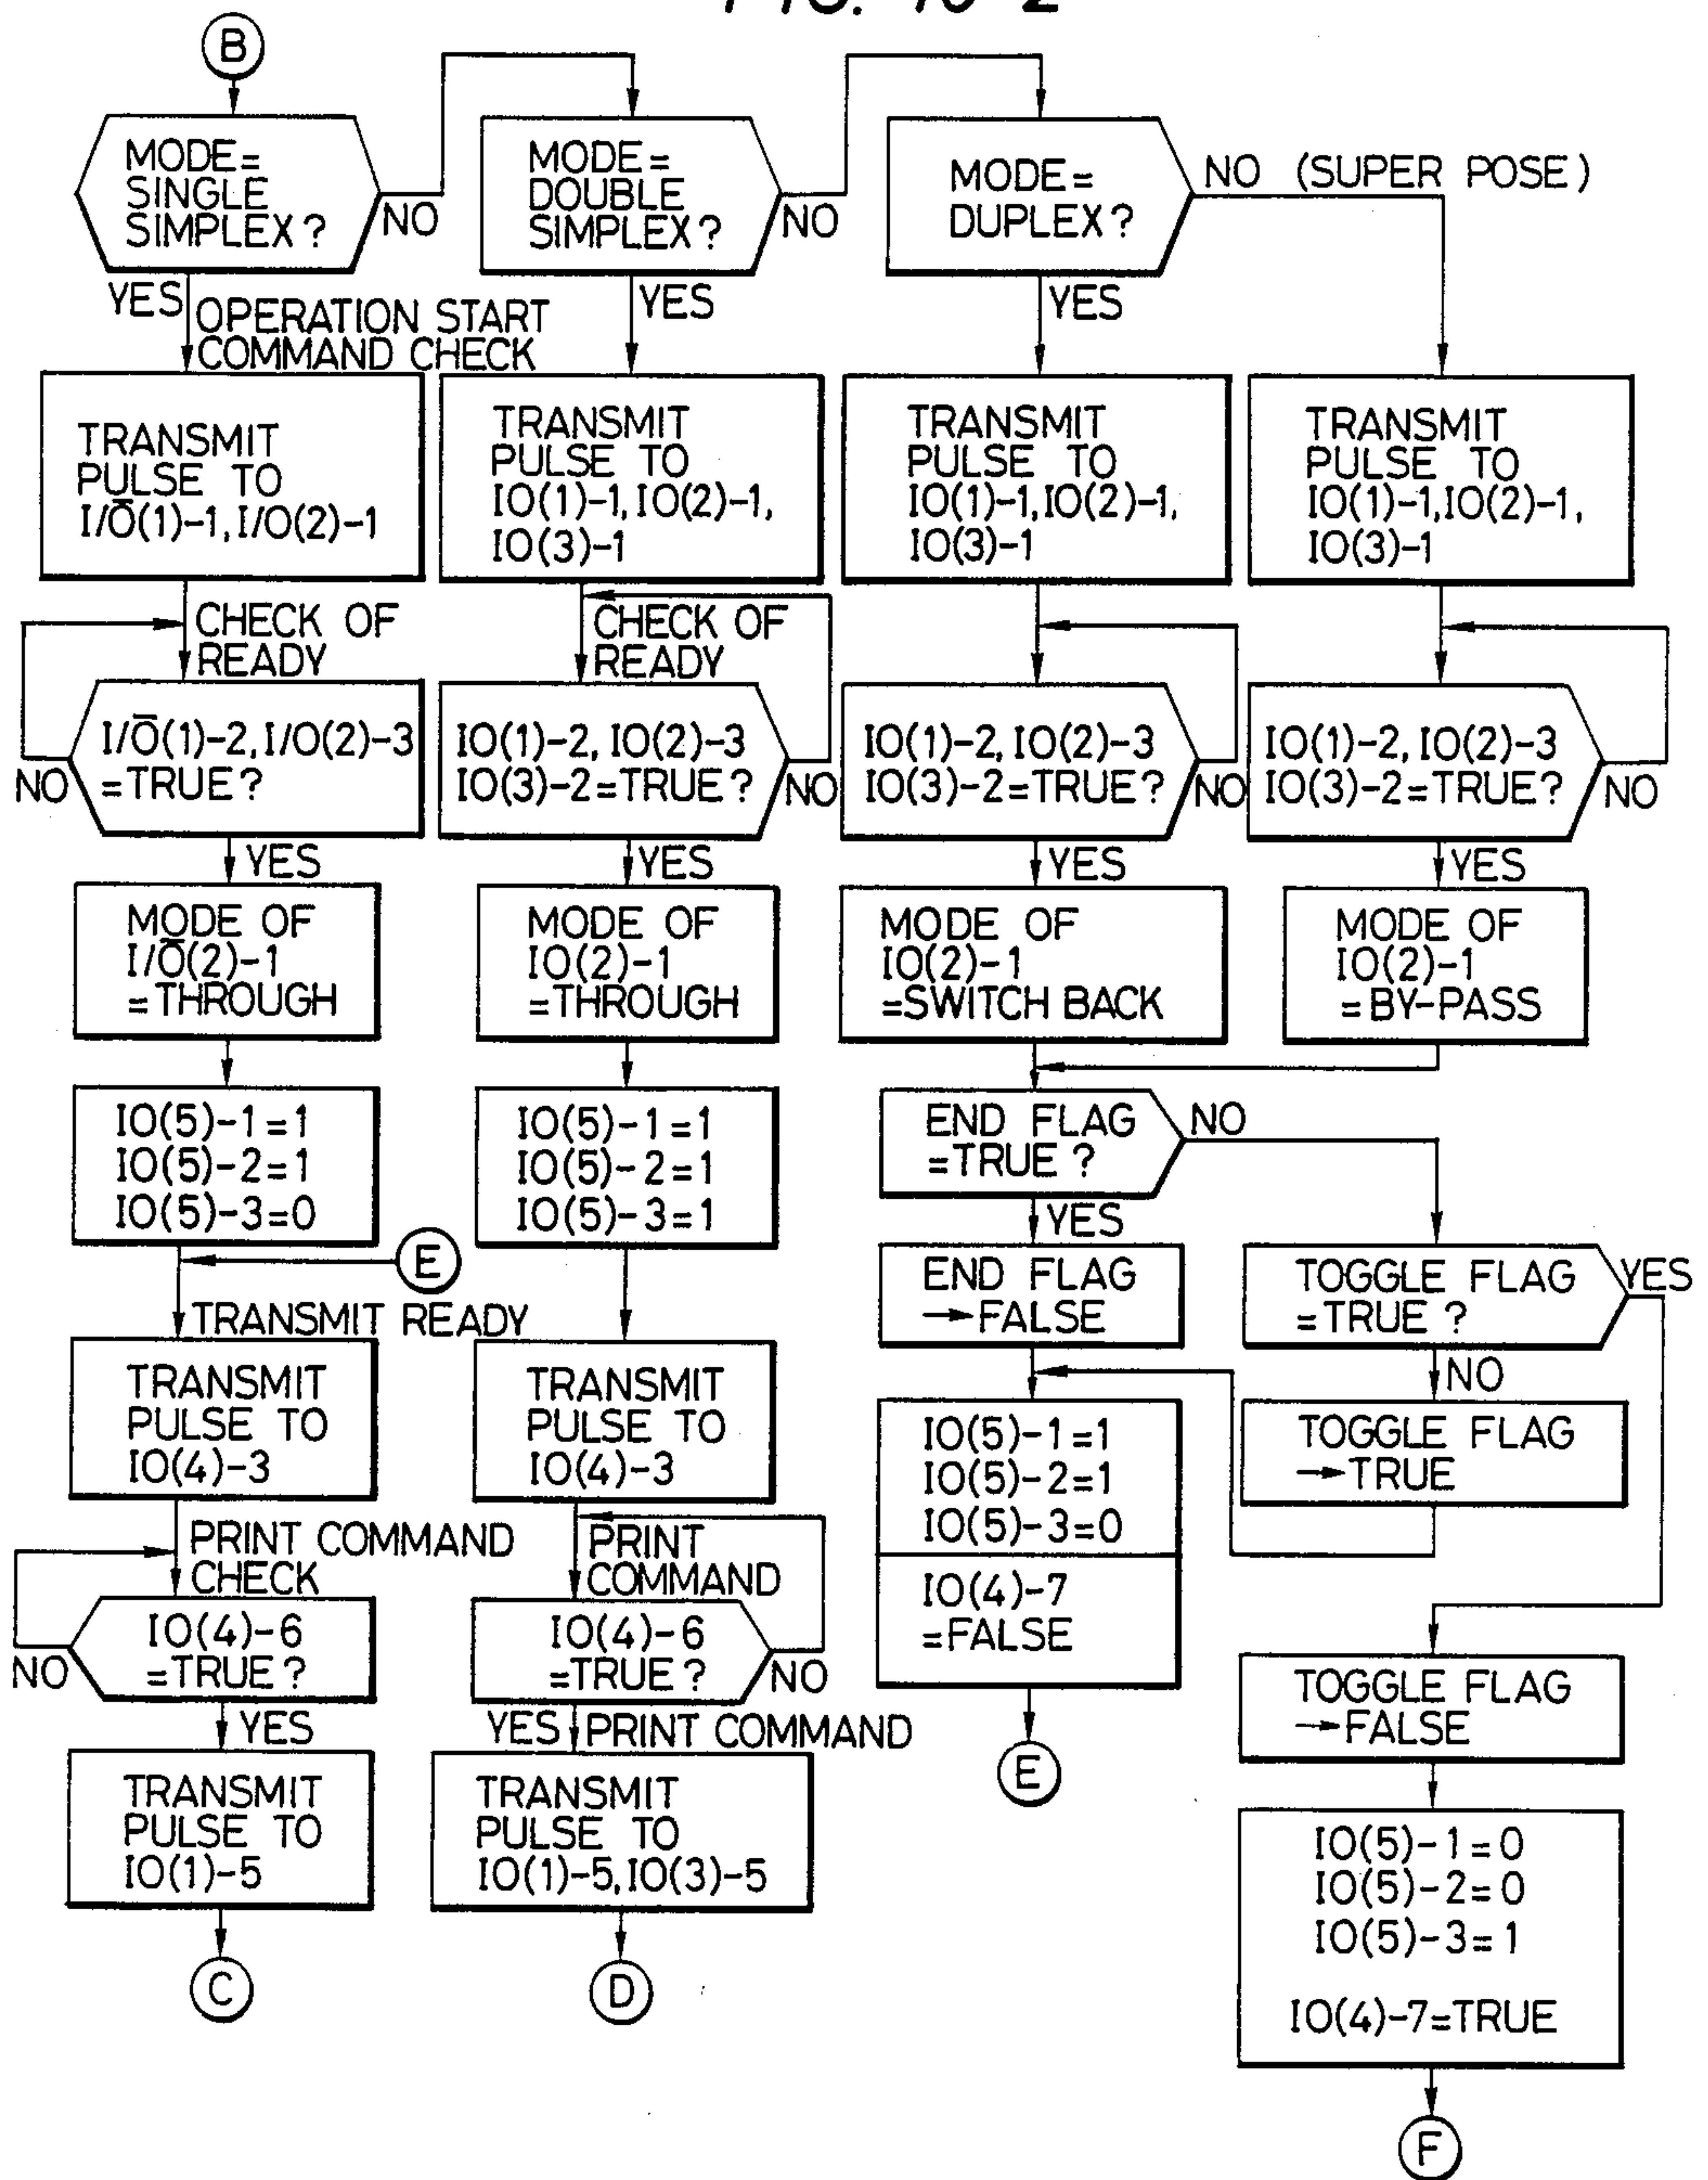 FIG. 10-2
B
MODE=
SINGLE
SIMPLEX?
NO
MODE=
DOUBLE
SIMPLEX?
NO
MODE=
DUPLEX?
NO (SUPER POSE)
YES
OPERATION START
COMMAND CHECK
YES
YES
TRANSMIT
PULSE TO
I/Ō(1)-1, I/O(2)-1
TRANSMIT
PULSE TO
IO(1)-1, IO(2)-1,
IO(3)-1
TRANSMIT
PULSE TO
IO(1)-1, IO(2)-1,
IO(3)-1
TRANSMIT
PULSE TO
IO(1)-1, IO(2)-1,
IO(3)-1
CHECK OF
READY
CHECK OF
READY
I/Ō(1)-2, I/O(2)-3
=TRUE?
NO
IO(1)-2, IO(2)-3
IO(3)-2=TRUE?
NO
IO(1)-2, IO(2)-3
IO(3)-2=TRUE?
NO
IO(1)-2, IO(2)-3
IO(3)-2=TRUE?
NO
YES
YES
YES
YES
MODE OF
I/Ō(2)-1
=THROUGH
MODE OF
IO(2)-1
=THROUGH
MODE OF
IO(2)-1
=SWITCH BACK
MODE OF
IO(2)-1
=BY-PASS
IO(5)-1=1
IO(5)-2=1
IO(5)-3=0
IO(5)-1=1
IO(5)-2=1
IO(5)-3=1
END FLAG
=TRUE?
NO
YES
E
END FLAG
→FALSE
TOGGLE FLAG
=TRUE?
YES
NO
TRANSMIT READY
TRANSMIT
PULSE TO
IO(4)-3
TRANSMIT
PULSE TO
IO(4)-3
IO(5)-1=1
IO(5)-2=1
IO(5)-3=0
IO(4)-7
=FALSE
TOGGLE FLAG
→TRUE
PRINT COMMAND
CHECK
PRINT
COMMAND
IO(4)-6
=TRUE?
NO
IO(4)-6
=TRUE?
NO
TOGGLE FLAG
→FALSE
YES
YES
PRINT COMMAND
E
TRANSMIT
PULSE TO
IO(1)-5
TRANSMIT
PULSE TO
IO(1)-5, IO(3)-5
IO(5)-1=0
IO(5)-2=0
IO(5)-3=1
IO(4)-7=TRUE
C
D
F